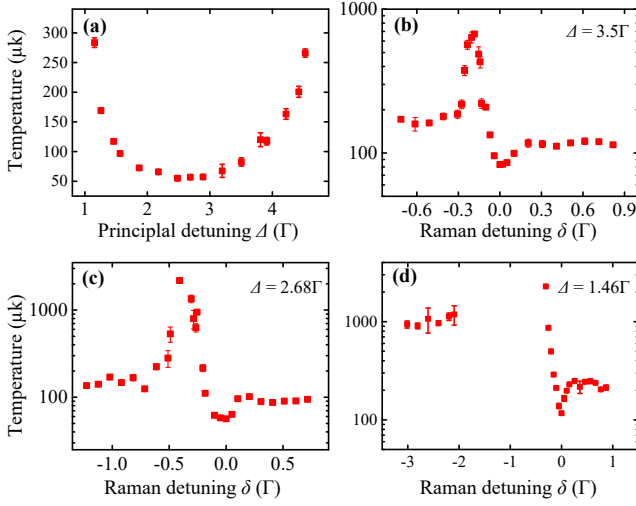 (a)
300
250
200
150
100
50
Temperature (μk)
1 2 3 4
Principlal detuning Δ (Γ)
(b)
Δ = 3.5Γ
1000
100
-0.6 -0.3 0.0 0.3 0.6 0.9
Raman detuning δ (Γ)
(c)
Δ = 2.68Γ
1000
100
Temperature (μk)
-1.0 -0.5 0.0 0.5
Raman detuning δ (Γ)
(d)
Δ = 1.46Γ
1000
100
-3 -2 -1 0 1
Raman detuning δ (Γ)